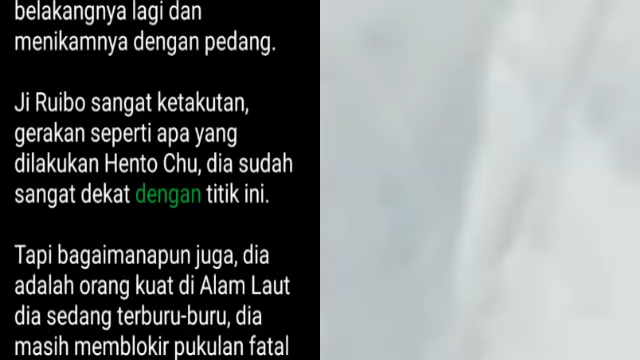 belakangnya lagi dan
menikamnya dengan pedang.
Ji Ruibo sangat ketakutan,
gerakan seperti apa yang
dilakukan Hento Chu, dia sudah
sangat dekat dengan titik ini.
Tapi bagaimanapun juga, dia
adalah orang kuat di Alam Laut
dia sedang terburu-buru, dia
masih memblokir pukulan fatal